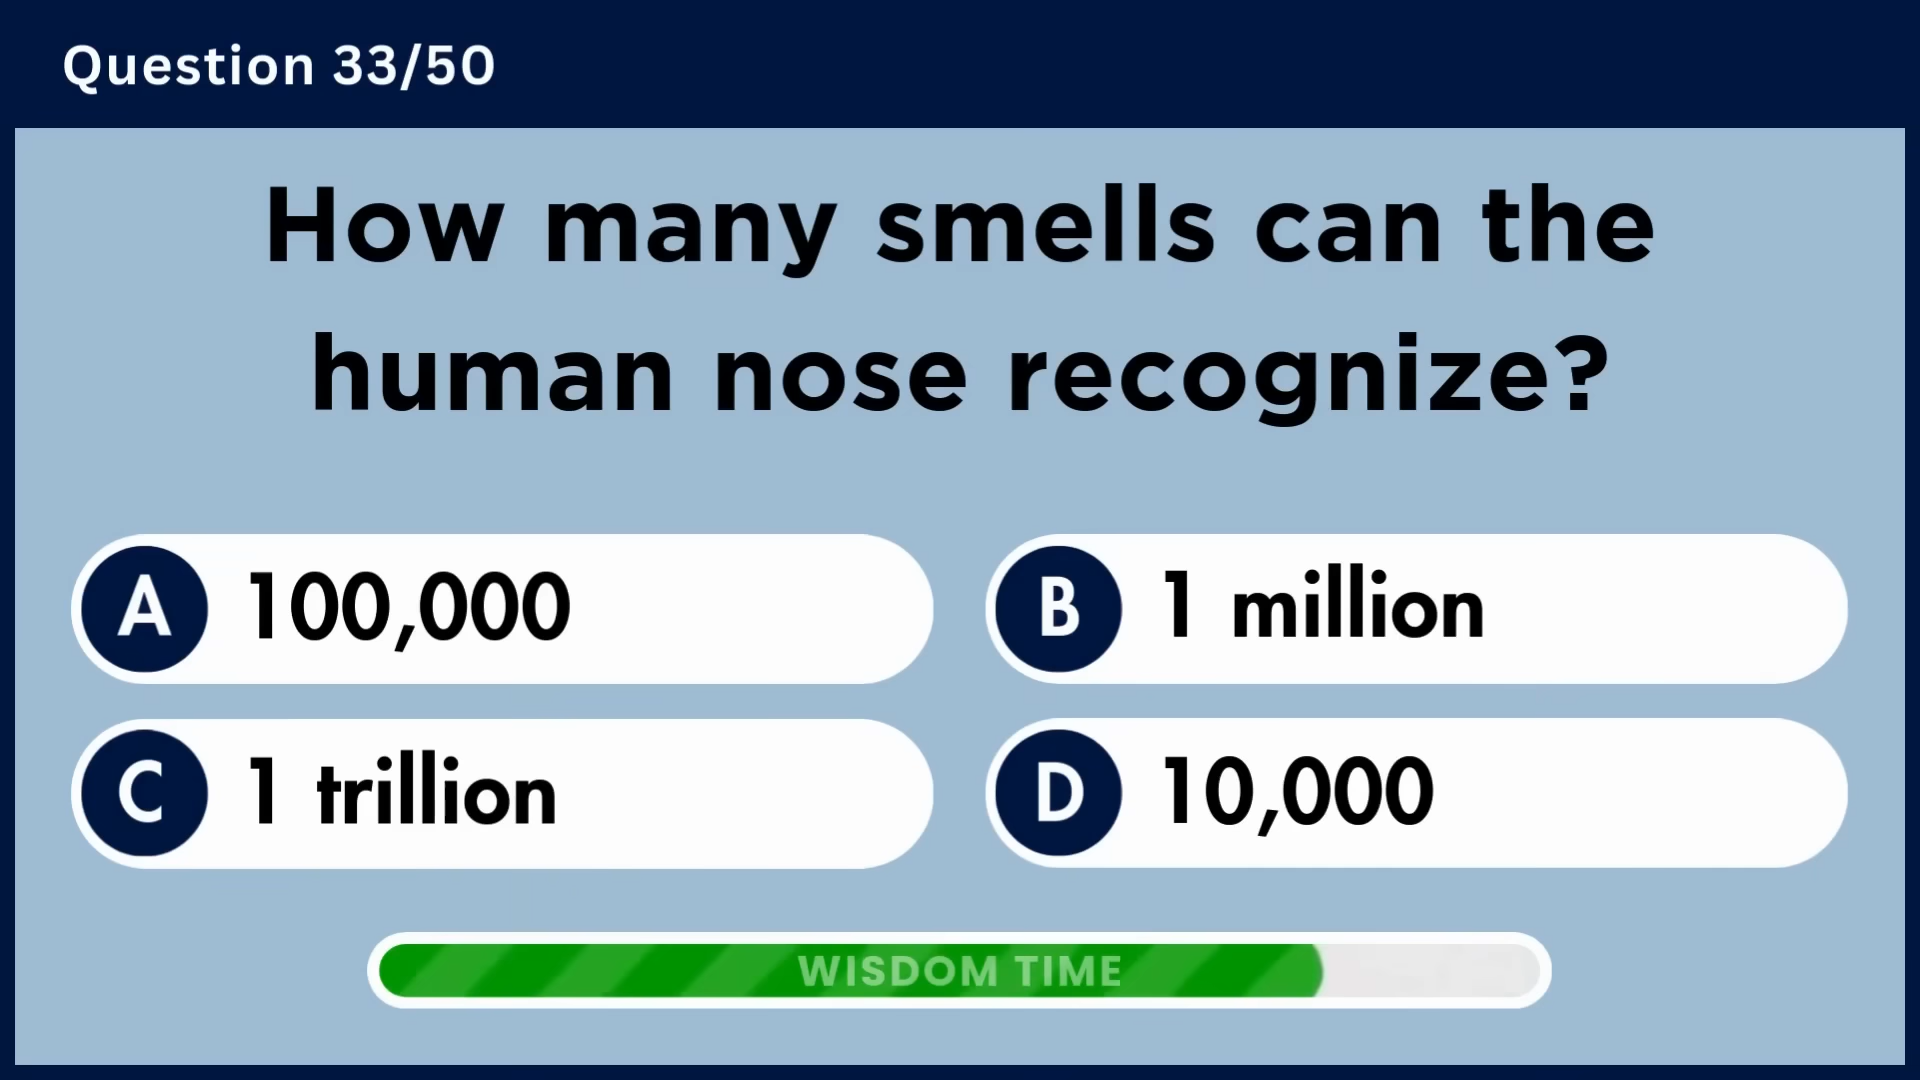 Question 33/50
How many smells can the
human nose recognize?
A 100,000
B 1 million
C 1 trillion
D 10,000
WISDOM TIME